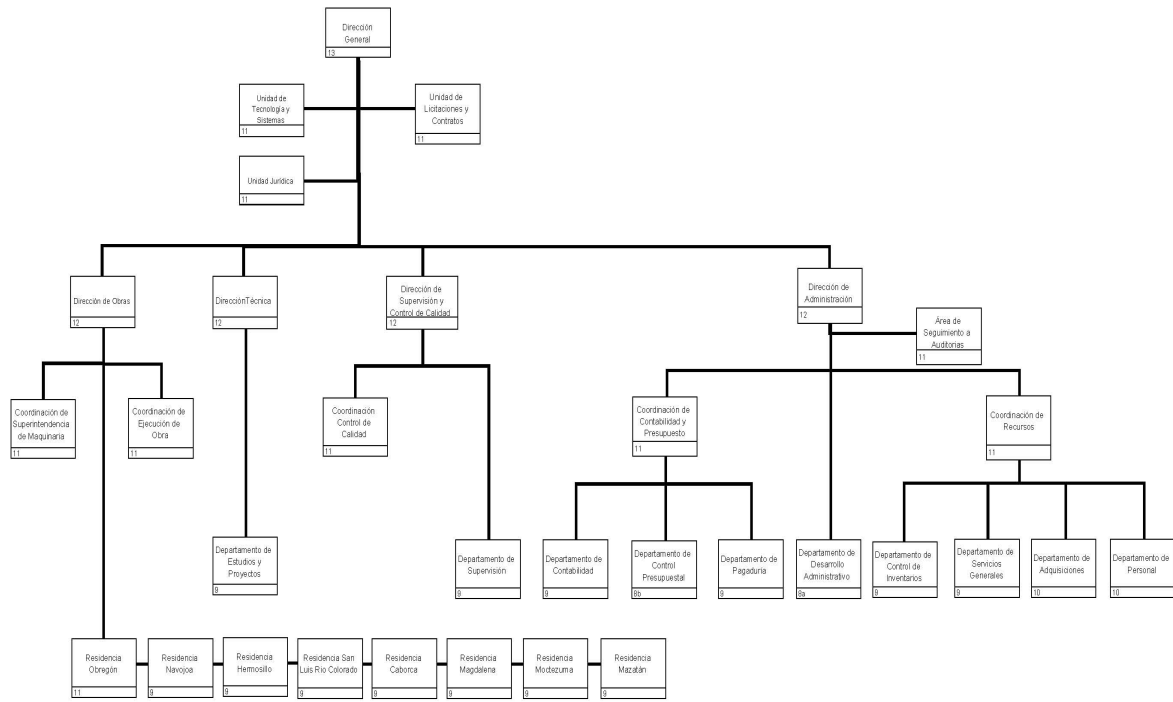 Dirección
General
13
Unidad de
Tecnología y
Sistemas
11
Unidad de
Licitaciones y
Contratos
11
Unidad Jurídica
11
Dirección de Obras
12
DirecciónTécnica
12
Dirección de
Supervisión y
Control de Calidad
12
Dirección de
Administración
12
Área de
Seguimiento a
Auditorias
11
Coordinación de
Superintendencia
de Maquinaria
11
Coordinación de
Ejecución de
Obra
11
Coordinación
Control de
Calidad
11
Coordinación de
Contabilidad y
Presupuesto
11
Coordinación de
Recursos
11
Departamento de
Estudios y
Proyectos
9
Departamento de
Supervisión
9
Departamento de
Contabilidad
9
Departamento de
Control
Presupuestal
8b
Departamento de
Pagaduría
9
Departamento de
Desarrollo
Administrativo
8a
Departamento de
Control de
Inventarios
9
Departamento de
Servicios
Generales
9
Departamento de
Adquisiciones
10
Departamento de
Personal
10
Residencia
Obregón
11
Residencia
Navojoa
9
Residencia
Hermosillo
9
Residencia San
Luis Río Colorado
9
Residencia
Caborca
9
Residencia
Magdalena
9
Residencia
Moctezuma
9
Residencia
Mazatán
9